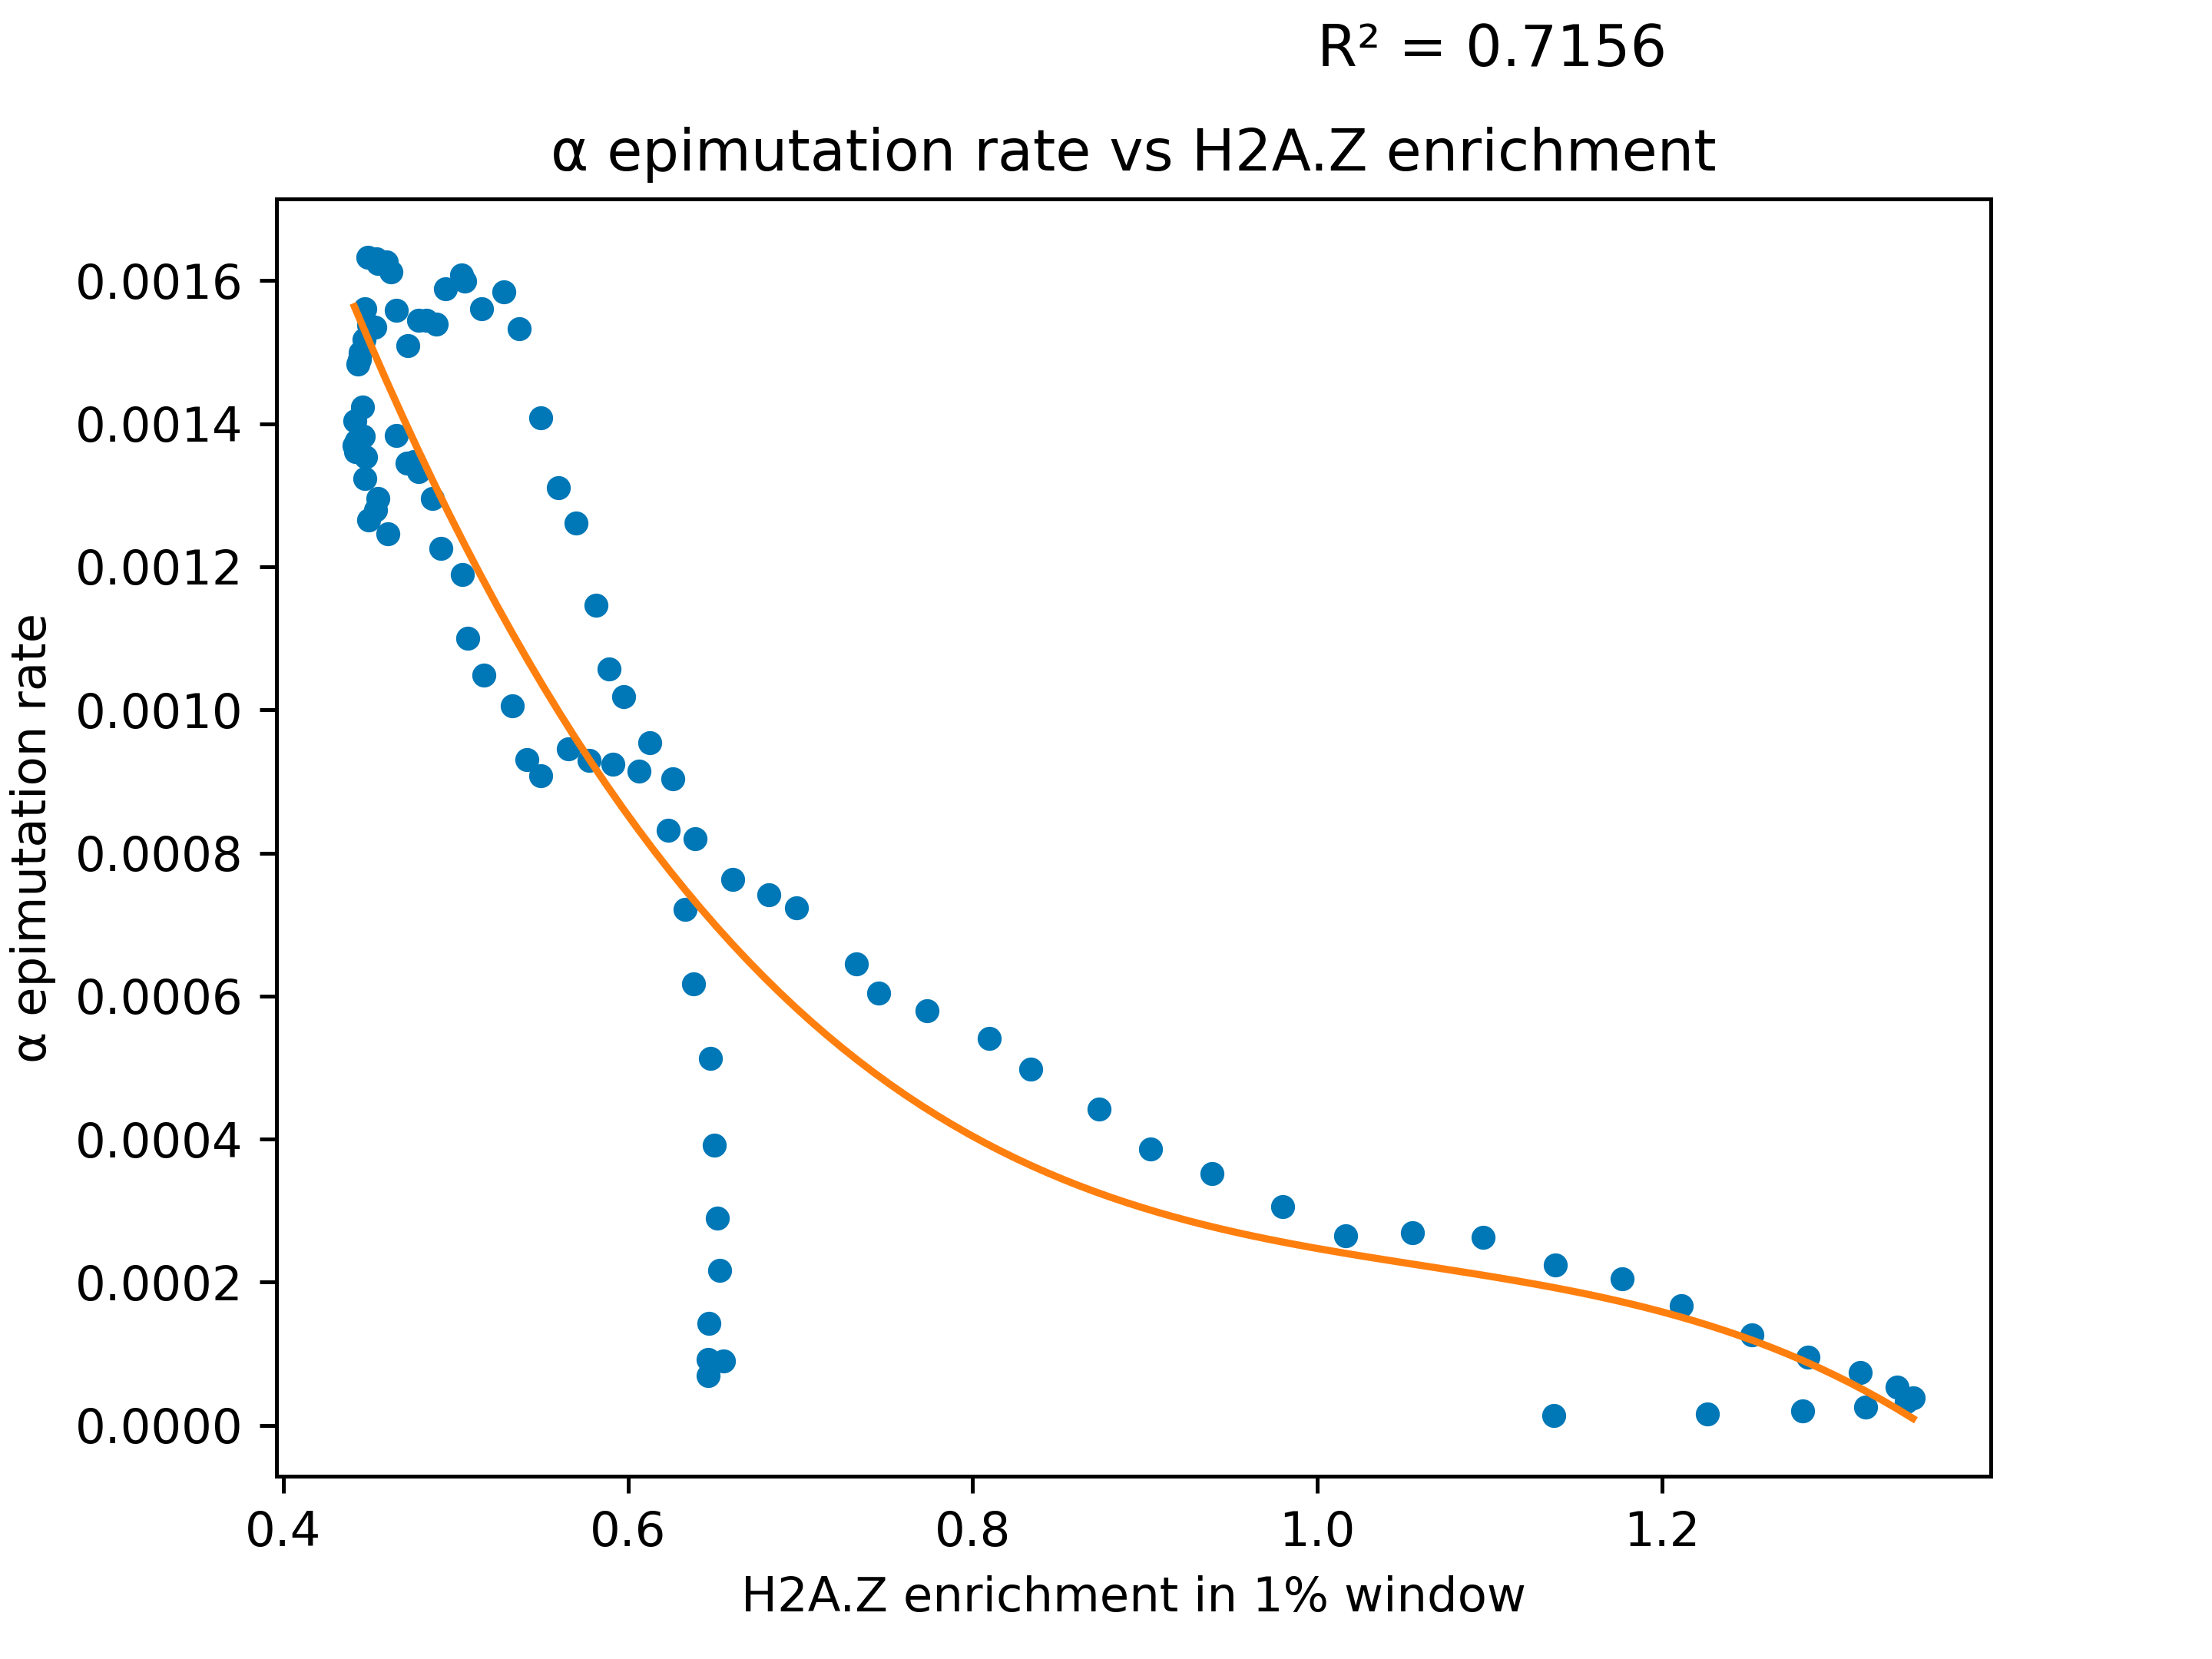 R² = 0.7156
α epimutation rate vs H2A.Z enrichment
0.0016
0.0014
0.0012
0.0010
0.0008
0.0006
0.0004
0.0002
0.0000
α epimutation rate
0.4 0.6 0.8 1.0 1.2
H2A.Z enrichment in 1% window